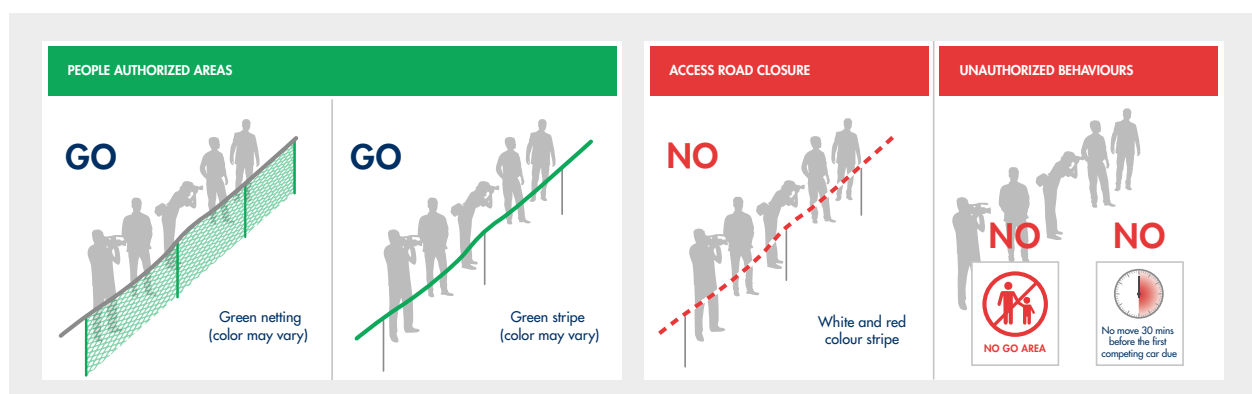 PEOPLE AUTHORIZED AREAS
GO
Green netting
(color may vary)
GO
Green stripe
(color may vary)
ACCESS ROAD CLOSURE
NO
White and red
colour stripe
UNAUTHORIZED BEHAVIOURS
NO
NO GO AREA
NO
No move 30 mins
before the first
competing car due